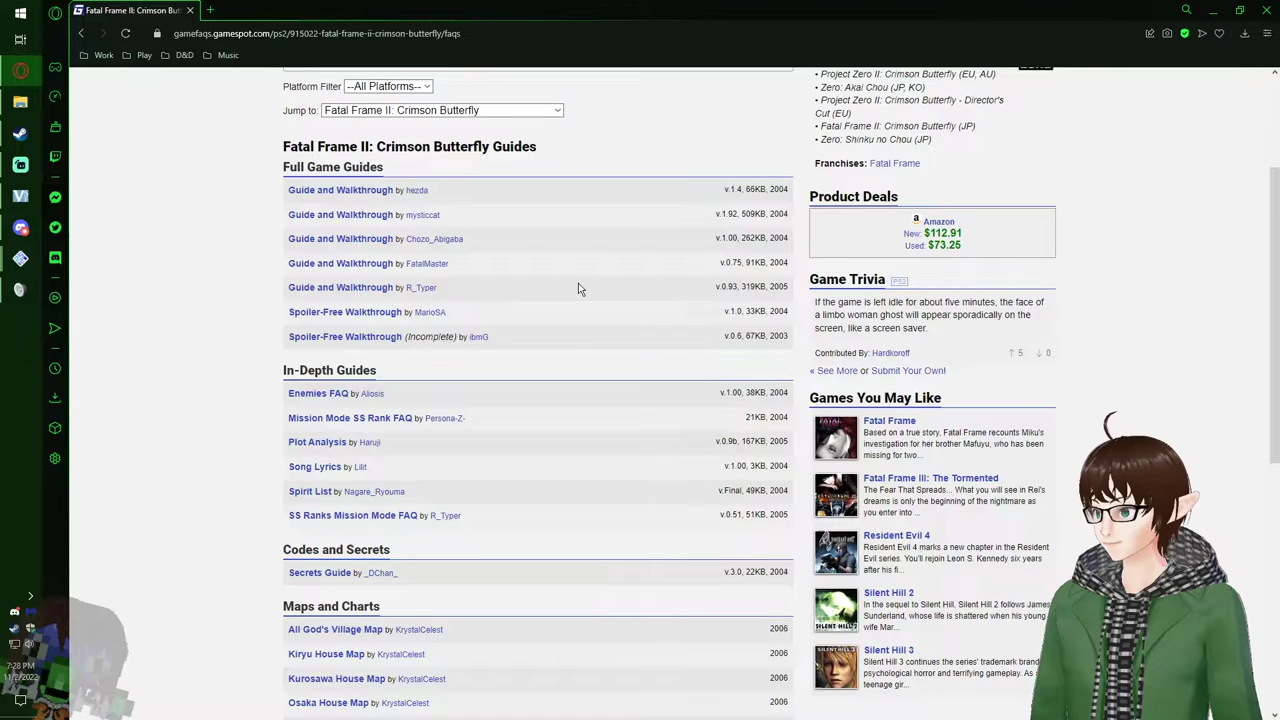 Fatal Frame II: Crimson Butt
gamefaqs.gamespot.com/ps2/915022-fatal-frame-ii-crimson-butterfly/faqs
Work
Play
D&D
Music
Platform Filter --All Platforms--
Jump to: Fatal Frame II: Crimson Butterfly
Fatal Frame II: Crimson Butterfly Guides
Full Game Guides
Guide and Walkthrough by hezda v.1.4, 66KB, 2004
Guide and Walkthrough by mysticcat v.1.92, 509KB, 2004
Guide and Walkthrough by Chozo_Abigaba v.1.00, 262KB, 2004
Guide and Walkthrough by FatalMaster v.0.75, 91KB, 2004
Guide and Walkthrough by R_Typer v.0.93, 319KB, 2005
Spoiler-Free Walkthrough by MarioSA v.1.0, 33KB, 2004
Spoiler-Free Walkthrough (Incomplete) by ibmG v.0.6, 67KB, 2003
In-Depth Guides
Enemies FAQ by Aliosis v.1.00, 38KB, 2004
Mission Mode SS Rank FAQ by Persona-Z- 21KB, 2004
Plot Analysis by Haruji v.0.9b, 167KB, 2005
Song Lyrics by Lilit v.1.00, 3KB, 2004
Spirit List by Nagare_Ryouma v.Final, 49KB, 2004
SS Ranks Mission Mode FAQ by R_Typer v.0.51, 51KB, 2005
Codes and Secrets
Secrets Guide by _DChan_ v.3.0, 22KB, 2004
Maps and Charts
All God's Village Map by KrystalCelest 2006
Kiryu House Map by KrystalCelest 2006
Kurosawa House Map by KrystalCelest 2006
Osaka House Map by KrystalCelest 2006
• Project Zero II: Crimson Butterfly (EU, AU)
• Zero: Akai Chou (JP, KO)
• Project Zero II: Crimson Butterfly - Director's
Cut (EU)
• Fatal Frame II: Crimson Butterfly (JP)
• Zero: Shinku no Chou (JP)
Franchises: Fatal Frame
Product Deals
Amazon
New: $112.91
Used: $73.25
Game Trivia PS2
If the game is left idle for about five minutes, the face of
a limbo woman ghost will appear sporadically on the
screen, like a screen saver.
Contributed By: Hardkoroff ↑ 5 ↓ 0
« See More or Submit Your Own!
Games You May Like
Fatal Frame
Based on a true story, Fatal Frame recounts Miku's
investigation for her brother Mafuyu, who has been
missing for two...
Fatal Frame III: The Tormented
The Fear That Spreads... What you will see in Rei's
dreams is only the beginning of the nightmare as
you enter into ...
Resident Evil 4
Resident Evil 4 marks a new chapter in the Resident
Evil series. You'll rejoin Leon S. Kennedy six years
after his fi...
Silent Hill 2
In the sequel to Silent Hill, Silent Hill 2 follows James
Sunderland, whose life is shattered when his young
wife Mar...
Silent Hill 3
Silent Hill 3 continues the series' trademark brand
psychological horror and terrifying gameplay. As
teenage gir...
7:28 PM
11/2/2022